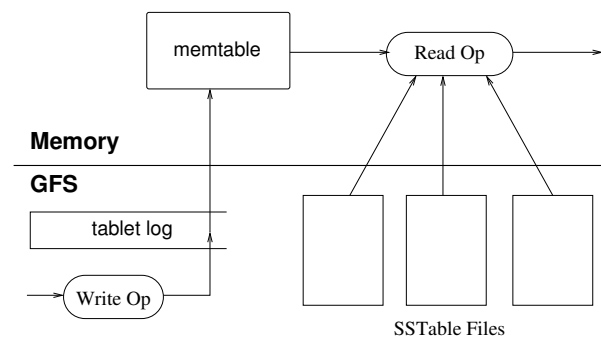 memtable
Read Op
Memory
GFS
tablet log
Write Op
SSTable Files